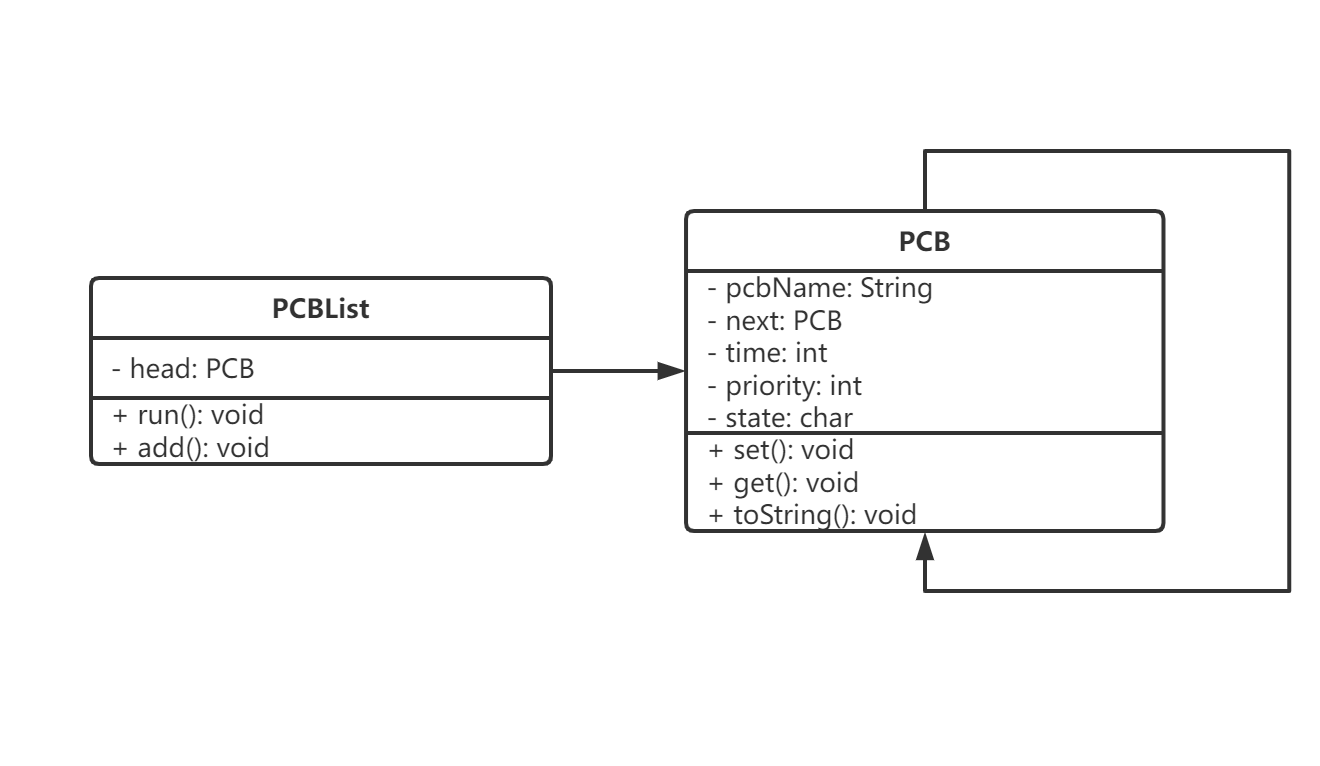 PCBList
- head: PCB
+ run(): void
+ add(): void
PCB
- pcbName: String
- next: PCB
- time: int
- priority: int
- state: char
+ set(): void
+ get(): void
+ toString(): void